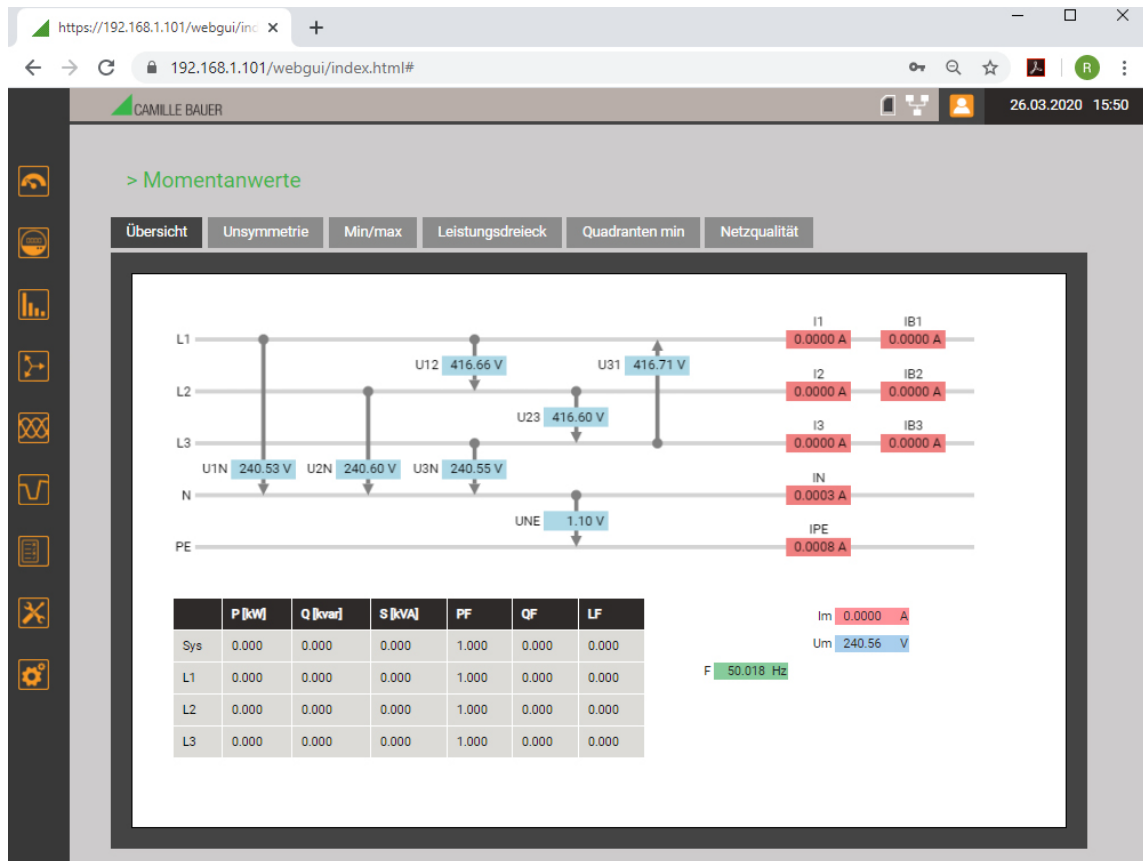 https://192.168.1.101/webgui/ind
192.168.1.101/webgui/index.html#
R
CAMILLE BAUER
26.03.2020 15:50
> Momentanwerte
Übersicht Unsymmetrie Min/max Leistungsdreieck Quadranten min Netzqualität
I1 IB1
L1 0.0000 A 0.0000 A
U12 416.66 V U31 416.71 V
I2 IB2
L2 0.0000 A 0.0000 A
U23 416.60 V
I3 IB3
L3 0.0000 A 0.0000 A
U1N 240.53 V U2N 240.60 V U3N 240.55 V
IN
N 0.0003 A
UNE 1.10 V
IPE
PE 0.0008 A
P [kW] Q [kvar] S [kVA] PF QF LF
Sys 0.000 0.000 0.000 1.000 0.000 0.000
L1 0.000 0.000 0.000 1.000 0.000 0.000
L2 0.000 0.000 0.000 1.000 0.000 0.000
L3 0.000 0.000 0.000 1.000 0.000 0.000
Im 0.0000 A
Um 240.56 V
F 50.018 Hz